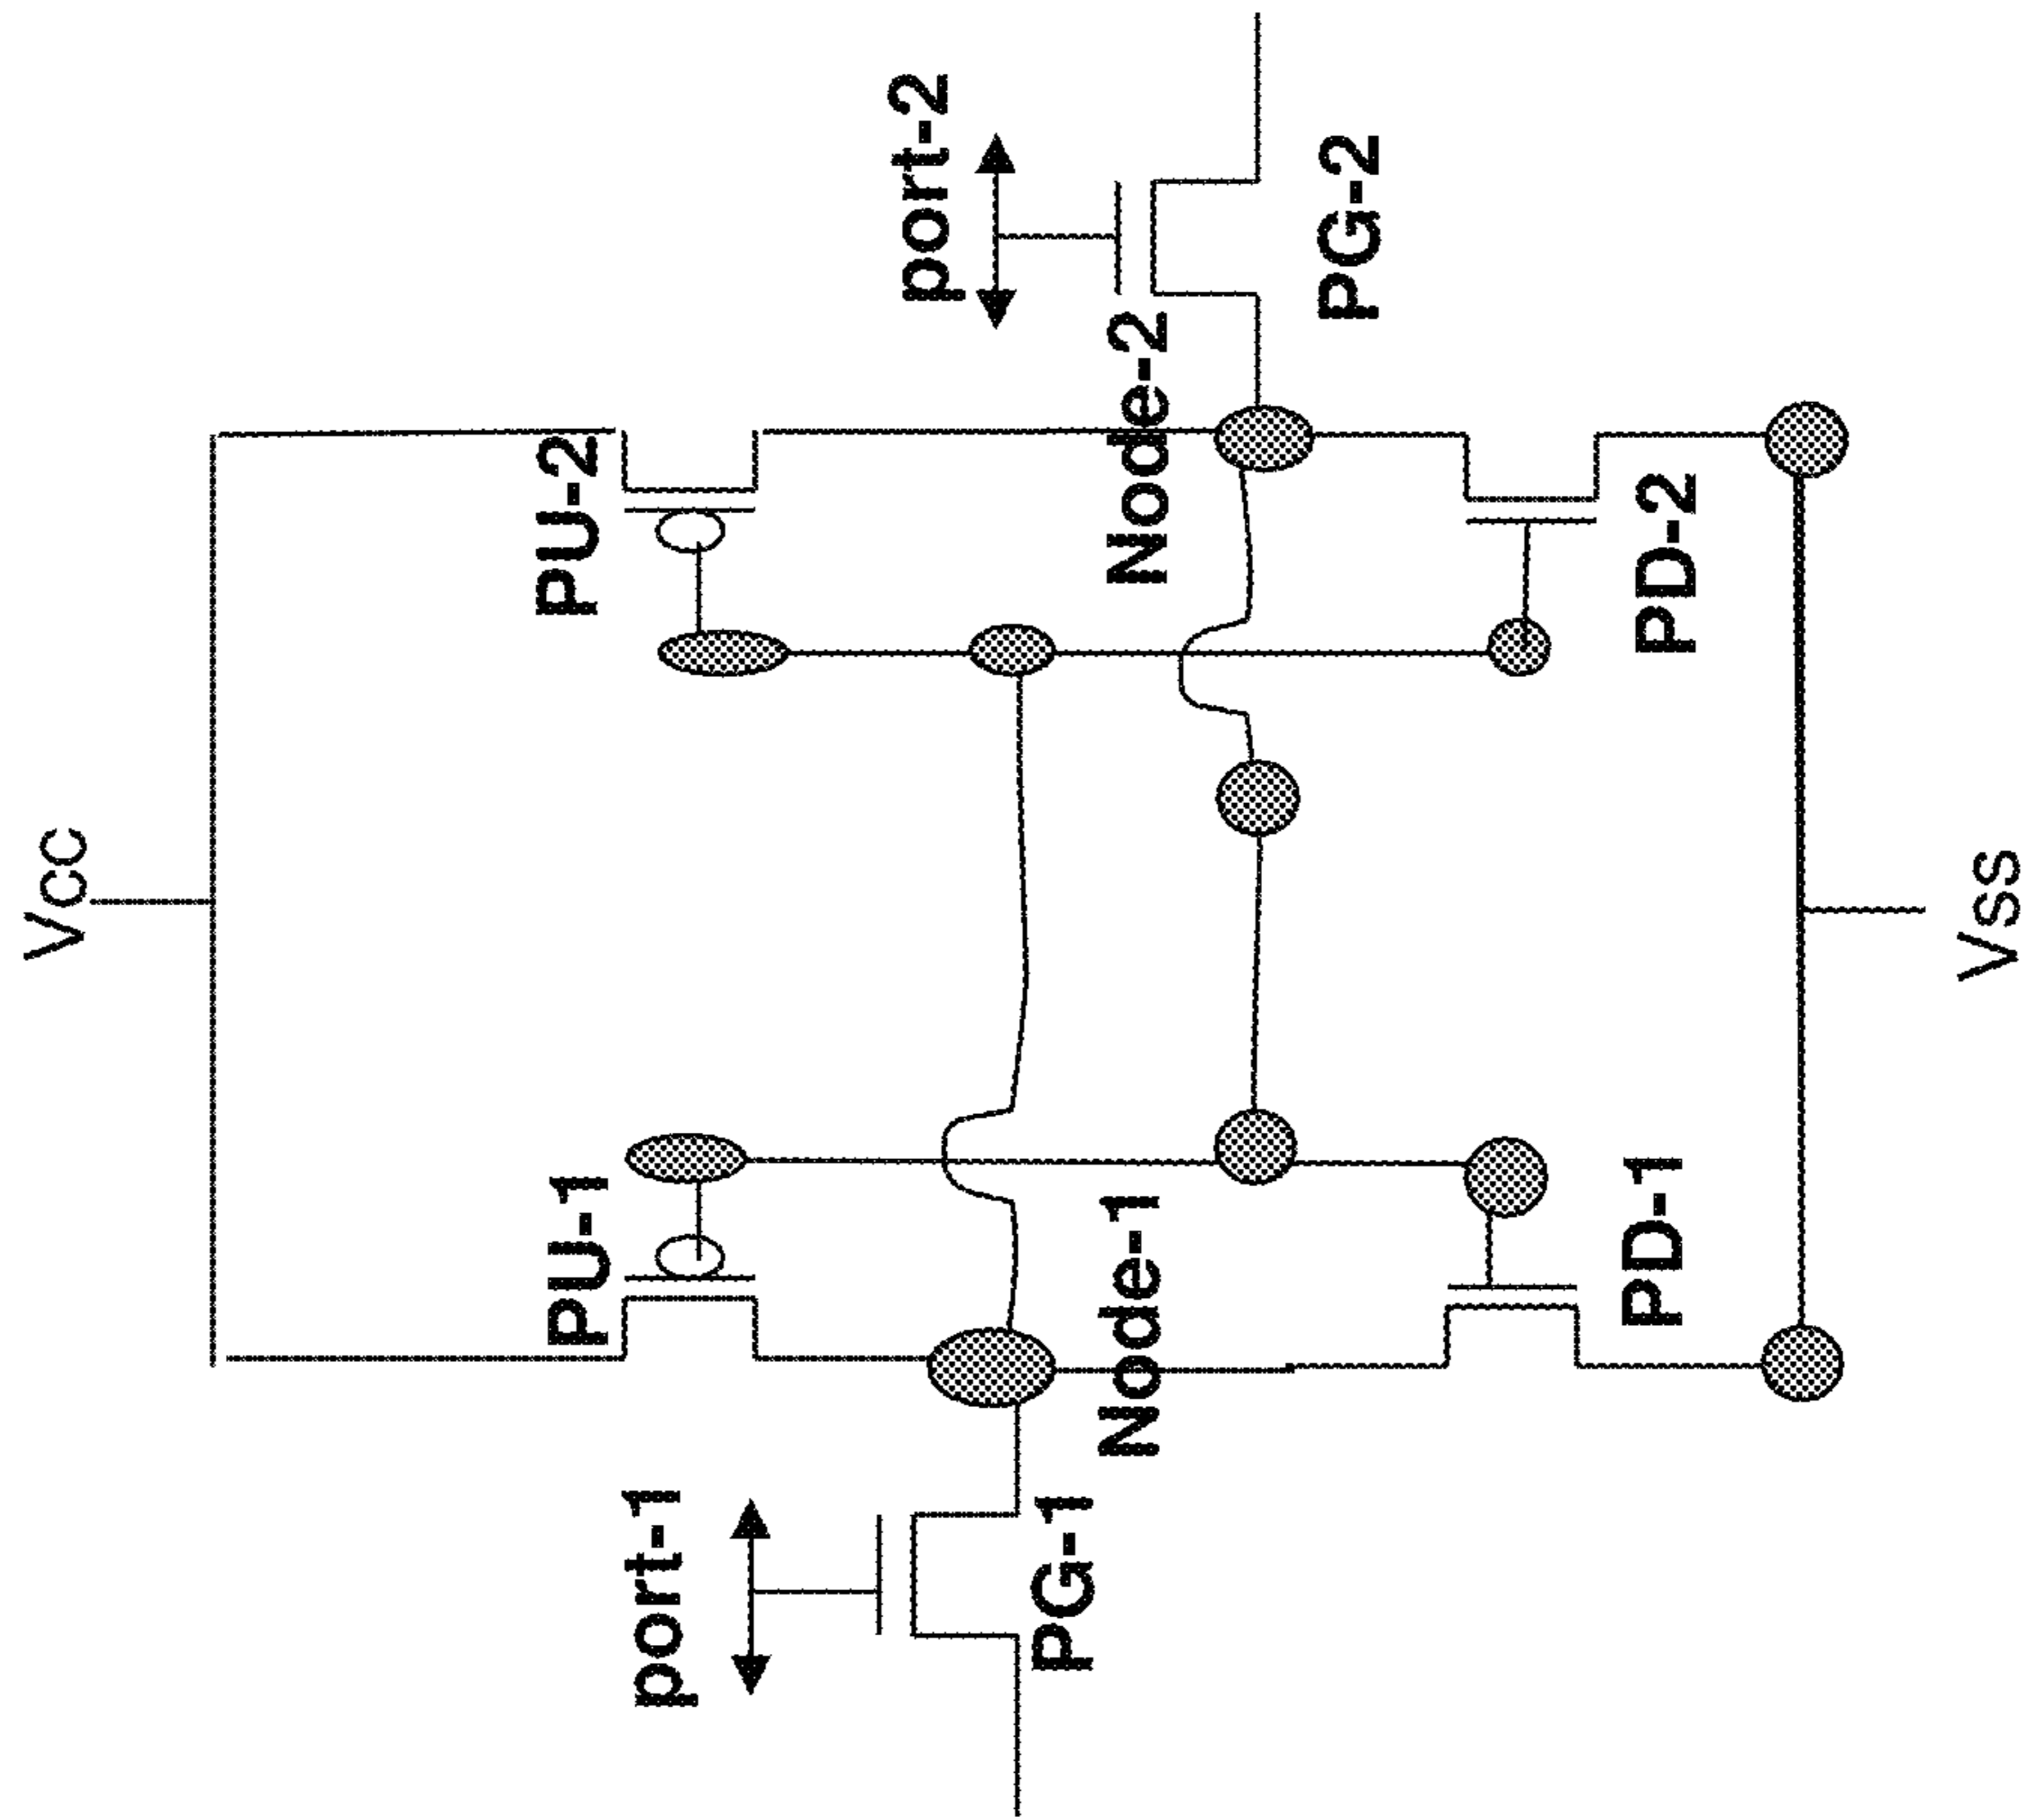 Vcc
port-1
PU-1
PU-2
port-2
PG-1
Node-1
Node-2
PG-2
PD-1
PD-2
Vss